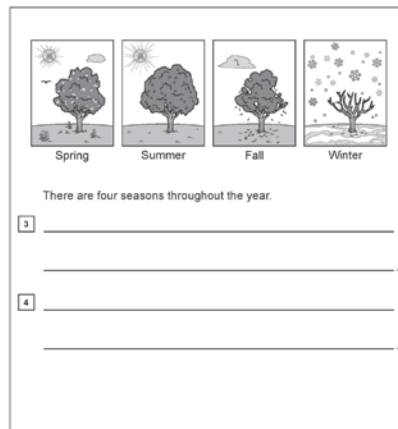 Spring Summer Fall Winter
There are four seasons throughout the year.
3
.
4
.